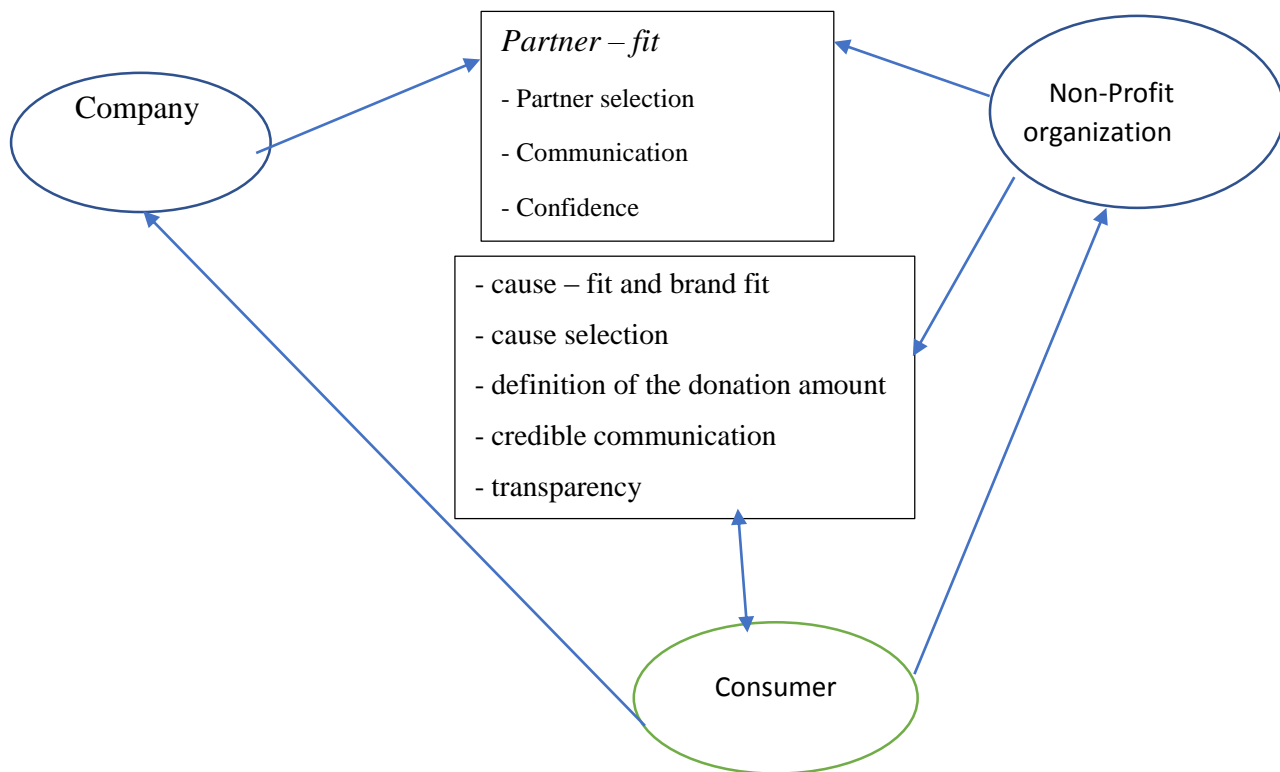 Partner – fit
- Partner selection
- Communication
- Confidence
Company
Non-Profit
organization
- cause – fit and brand fit
- cause selection
- definition of the donation amount
- credible communication
- transparency
Consumer